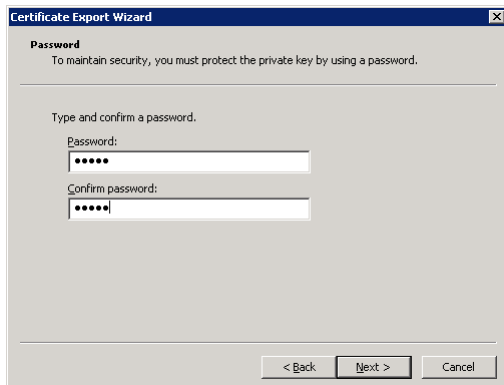 Certificate Export Wizard
Password
To maintain security, you must protect the private key by using a password.
Type and confirm a password.
Password:
•••••
Confirm password:
•••••
< Back Next > Cancel